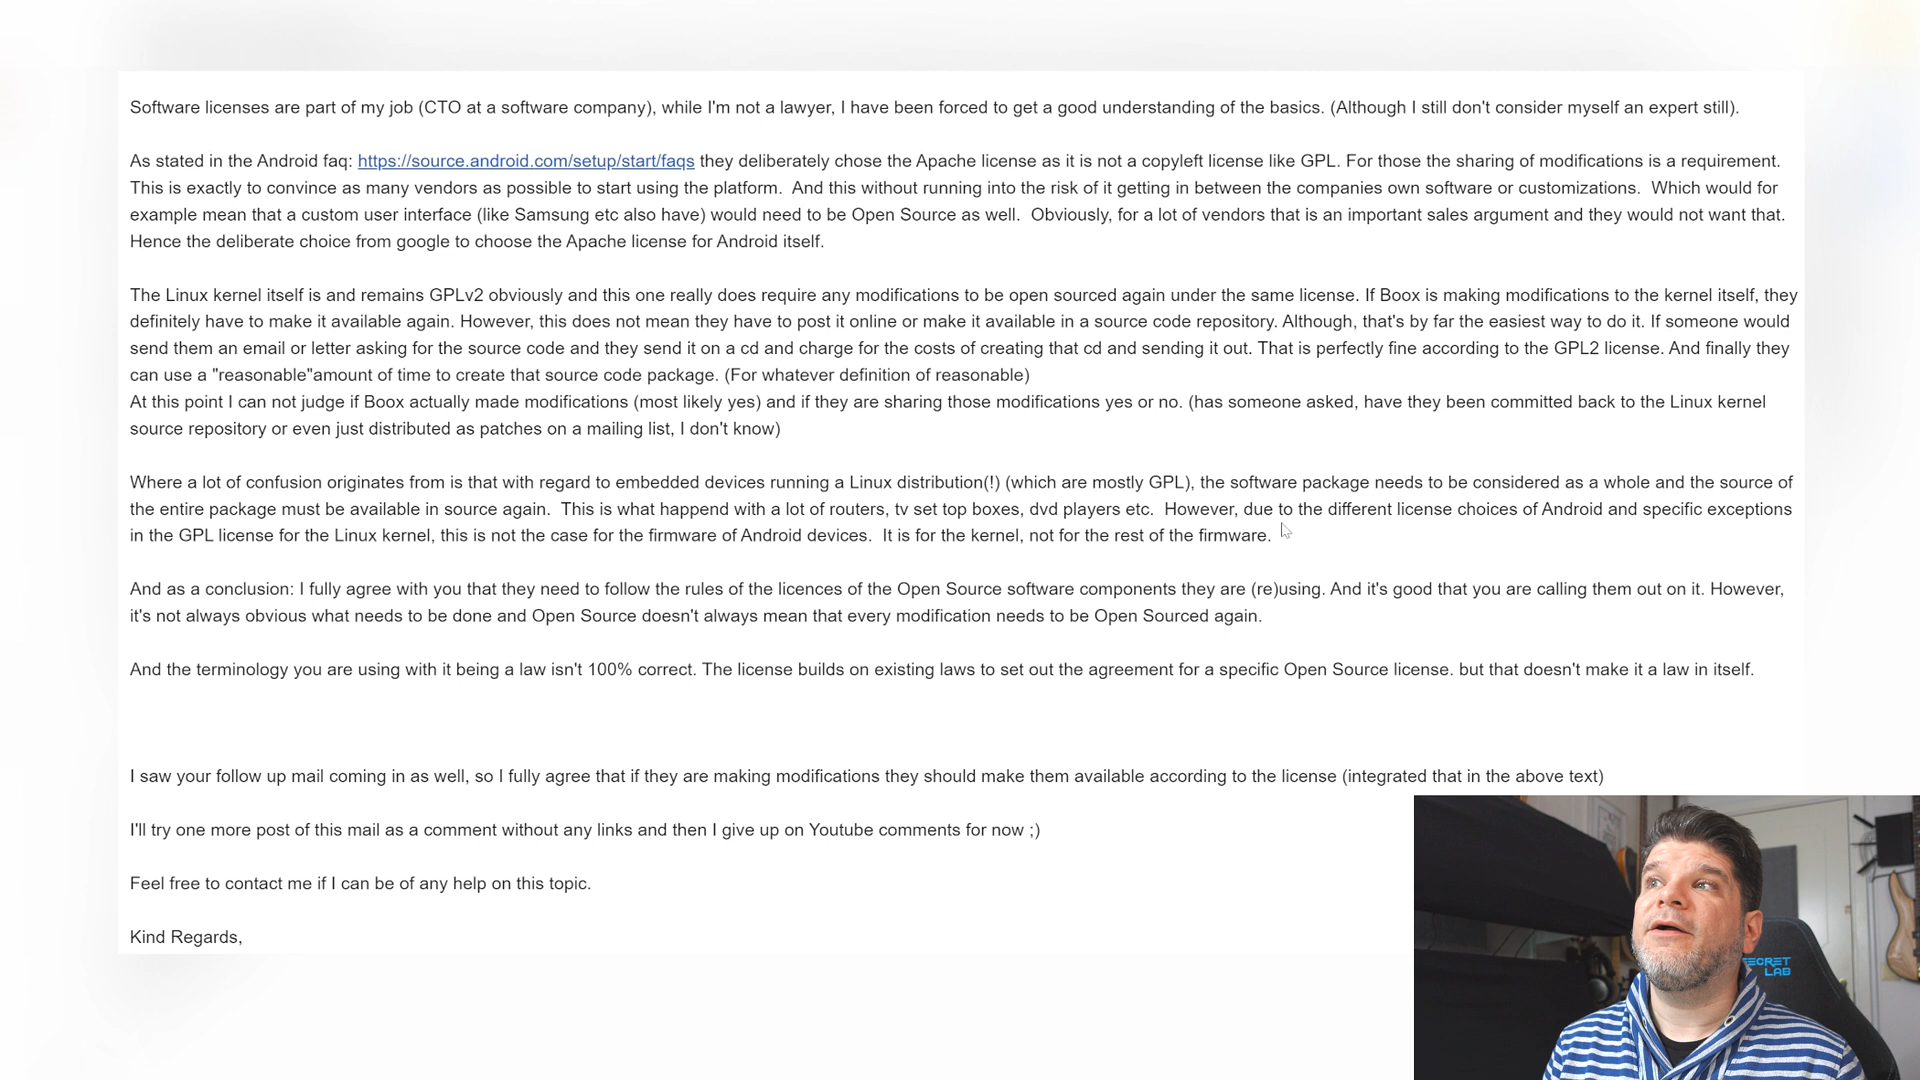 Software licenses are part of my job (CTO at a software company), while I'm not a lawyer, I have been forced to get a good understanding of the basics. (Although I still don't consider myself an expert still).
As stated in the Android faq: https://source.android.com/setup/start/faqs they deliberately chose the Apache license as it is not a copyleft license like GPL. For those the sharing of modifications is a requirement.
This is exactly to convince as many vendors as possible to start using the platform.  And this without running into the risk of it getting in between the companies own software or customizations.  Which would for
example mean that a custom user interface (like Samsung etc also have) would need to be Open Source as well.  Obviously, for a lot of vendors that is an important sales argument and they would not want that.
Hence the deliberate choice from google to choose the Apache license for Android itself.
The Linux kernel itself is and remains GPLv2 obviously and this one really does require any modifications to be open sourced again under the same license. If Boox is making modifications to the kernel itself, they
definitely have to make it available again. However, this does not mean they have to post it online or make it available in a source code repository. Although, that's by far the easiest way to do it. If someone would
send them an email or letter asking for the source code and they send it on a cd and charge for the costs of creating that cd and sending it out. That is perfectly fine according to the GPL2 license. And finally they
can use a "reasonable"amount of time to create that source code package. (For whatever definition of reasonable)
At this point I can not judge if Boox actually made modifications (most likely yes) and if they are sharing those modifications yes or no. (has someone asked, have they been committed back to the Linux kernel
source repository or even just distributed as patches on a mailing list, I don't know)
Where a lot of confusion originates from is that with regard to embedded devices running a Linux distribution(!) (which are mostly GPL), the software package needs to be considered as a whole and the source of
the entire package must be available in source again.  This is what happend with a lot of routers, tv set top boxes, dvd players etc.  However, due to the different license choices of Android and specific exceptions
in the GPL license for the Linux kernel, this is not the case for the firmware of Android devices.  It is for the kernel, not for the rest of the firmware.
And as a conclusion: I fully agree with you that they need to follow the rules of the licences of the Open Source software components they are (re)using. And it's good that you are calling them out on it. However,
it's not always obvious what needs to be done and Open Source doesn't always mean that every modification needs to be Open Sourced again.
And the terminology you are using with it being a law isn't 100% correct. The license builds on existing laws to set out the agreement for a specific Open Source license. but that doesn't make it a law in itself.
I saw your follow up mail coming in as well, so I fully agree that if they are making modifications they should make them available according to the license (integrated that in the above text)
I'll try one more post of this mail as a comment without any links and then I give up on Youtube comments for now ;)
Feel free to contact me if I can be of any help on this topic.
Kind Regards,
LAB